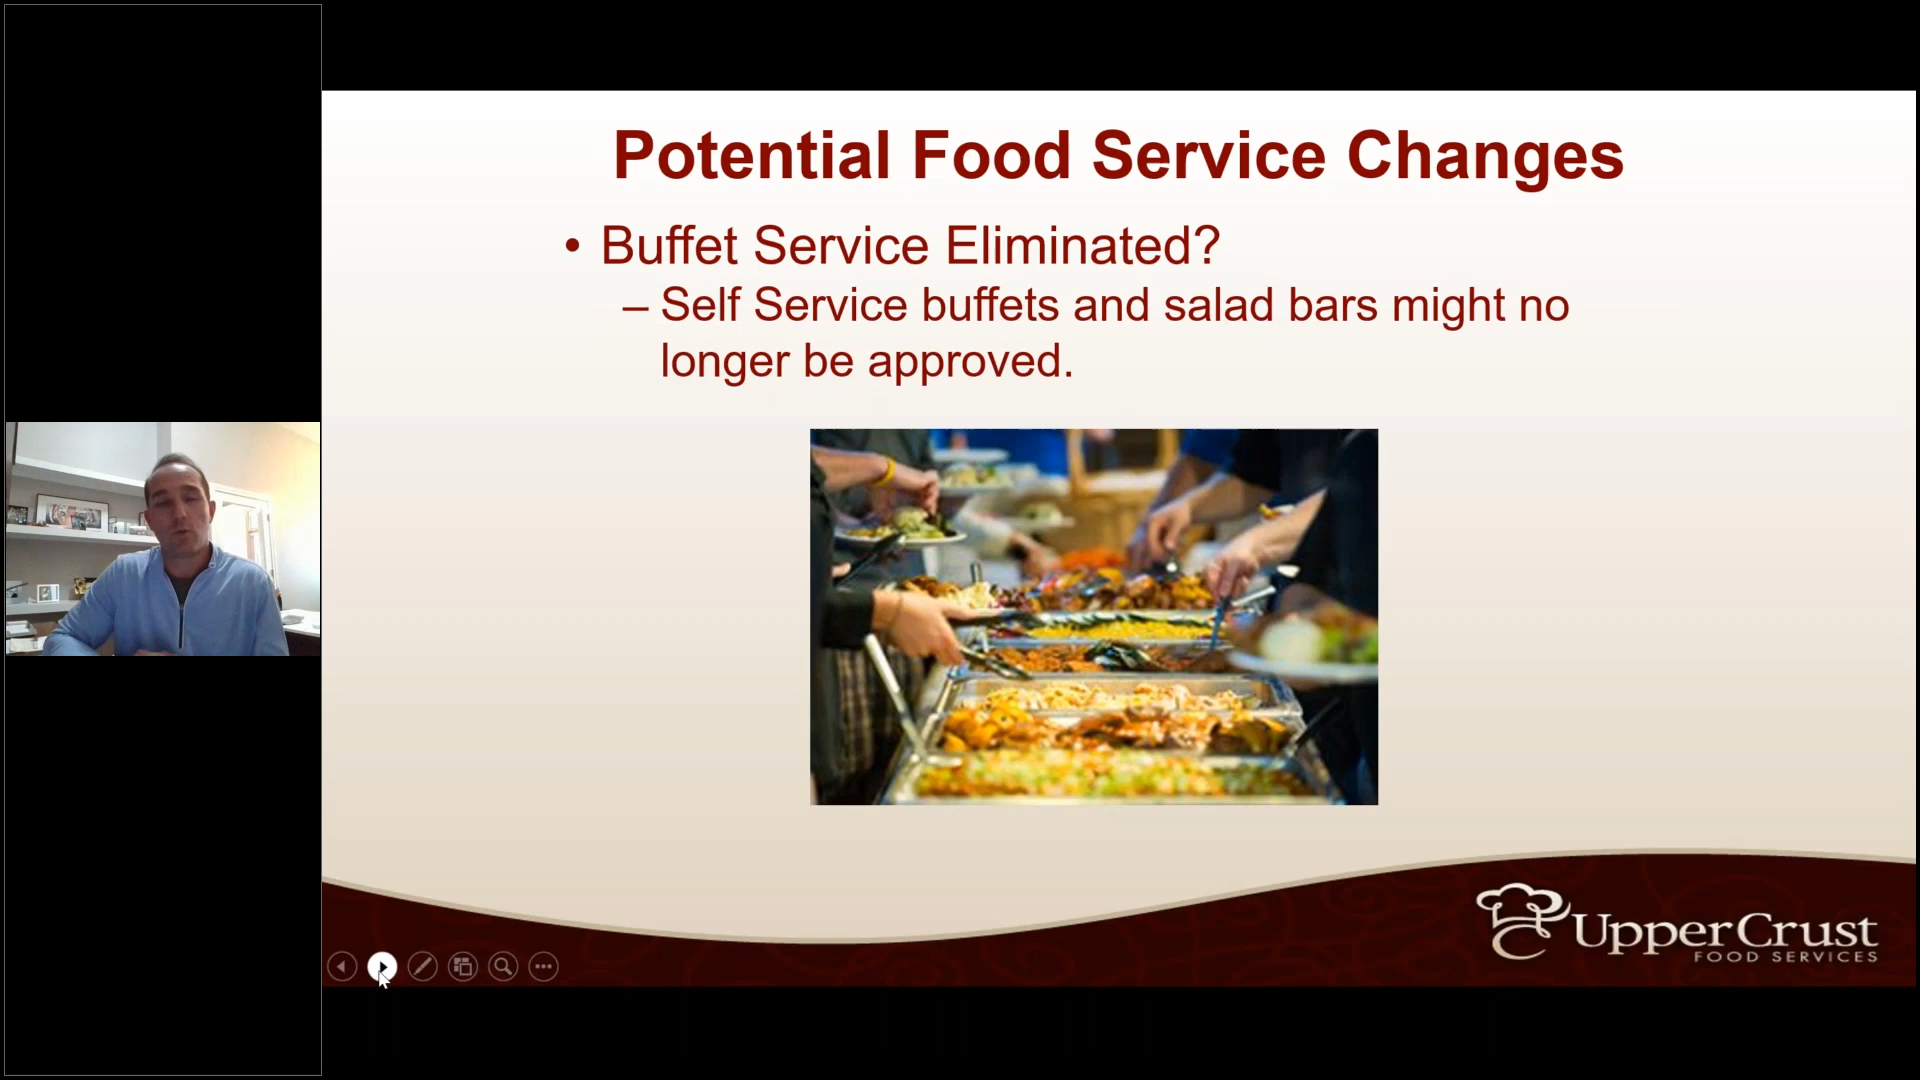 Potential Food Service Changes
• Buffet Service Eliminated?
– Self Service buffets and salad bars might no
longer be approved.
UpperCrust
FOOD SERVICES